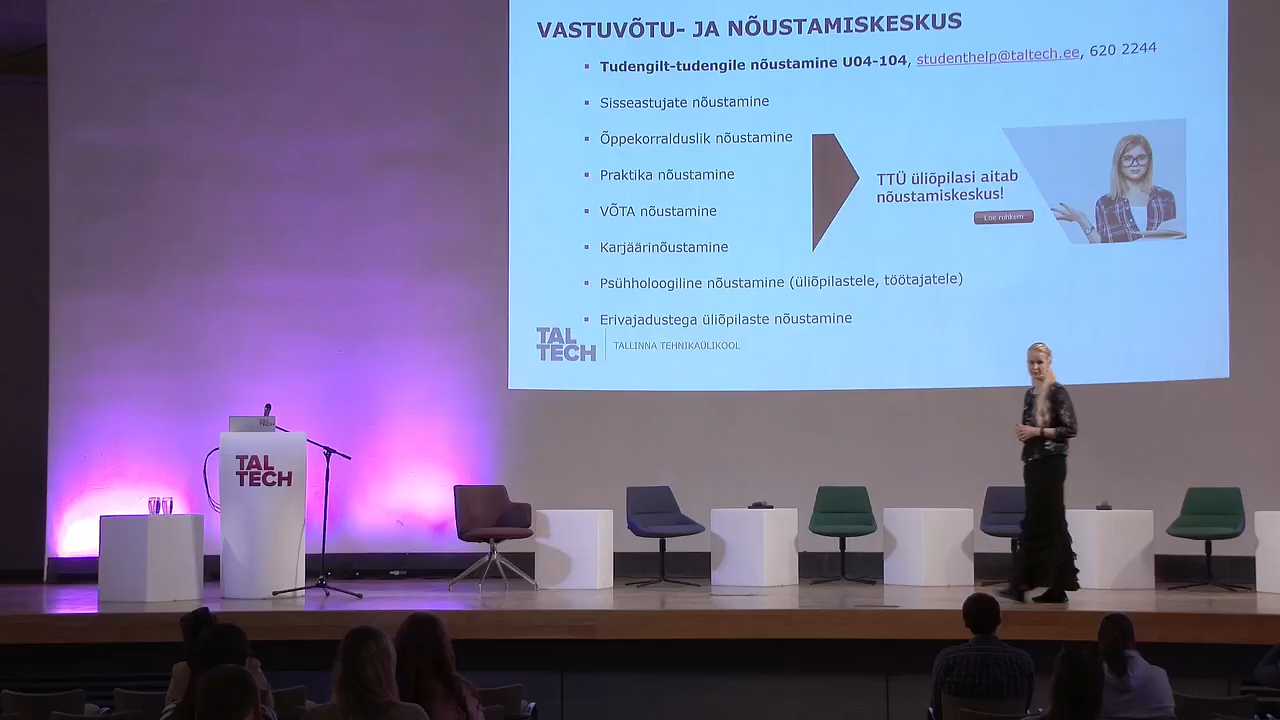 VASTUVÕTU- JA NÕUSTAMISKESKUS
Tudengilt-tudengile nõustamine U04-104, studenthelp@taltech.ee, 620 2244
Sisseastujate nõustamine
Õppekorralduslik nõustamine
Praktika nõustamine
VÕTA nõustamine
Karjäärinõustamine
Psühholoogiline nõustamine (üliõpilastele, töötajatele)
Erivajadustega üliõpilaste nõustamine
TTÜ üliõpilasi aitab
nõustamiskeskus!
Loe rohkem
TAL
TECH
TALLINNA TEHNIKAÜLIKOOL
TAL
TECH